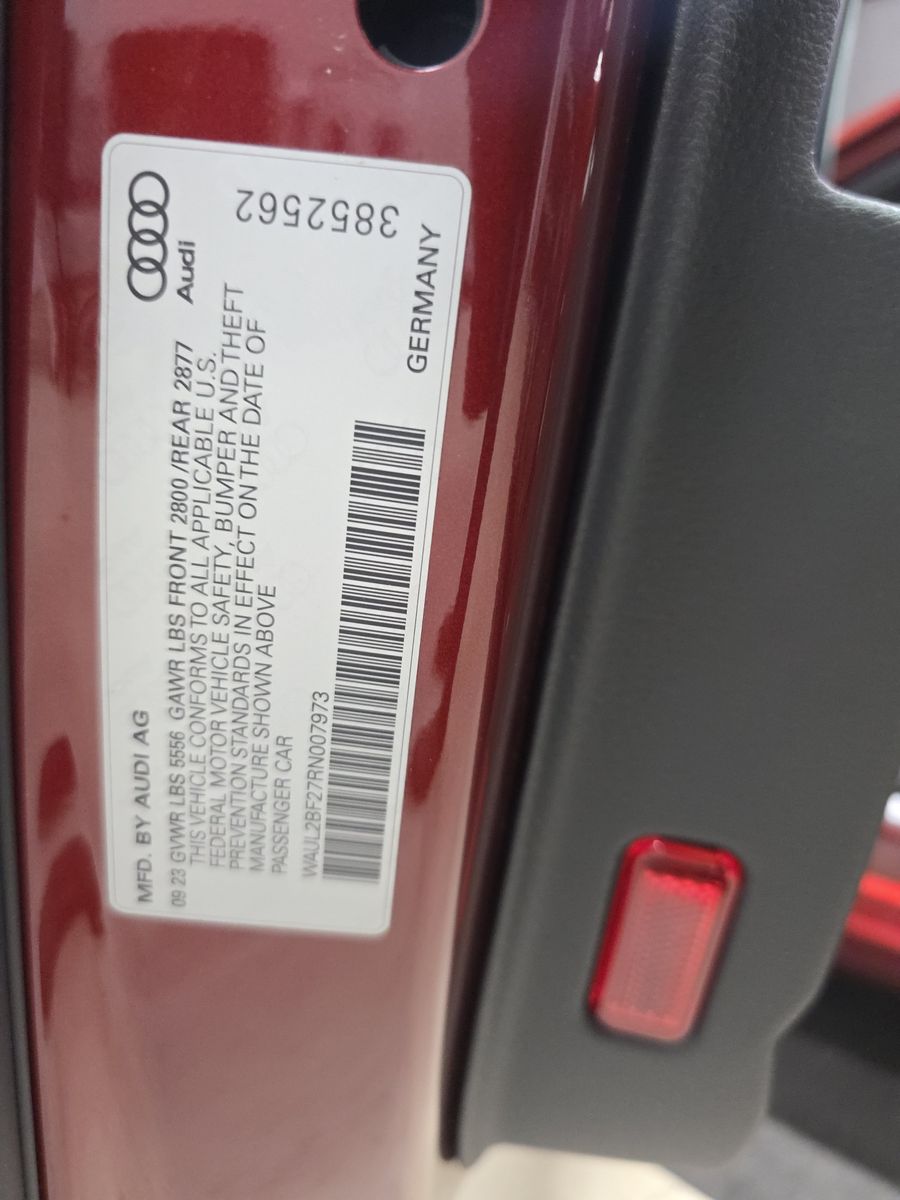 MFD. BY AUDI AG
Audi
09 23 GVWR LBS 5556 GAWR LBS FRONT 2800/REAR 2877
THIS VEHICLE CONFORMS TO ALL APPLICABLE U.S.
FEDERAL MOTOR VEHICLE SAFETY, BUMPER AND THEFT
PREVENTION STANDARDS IN EFFECT ON THE DATE OF
MANUFACTURE SHOWN ABOVE
PASSENGER CAR
WAUL2BF27RN007973
GERMANY
3852562